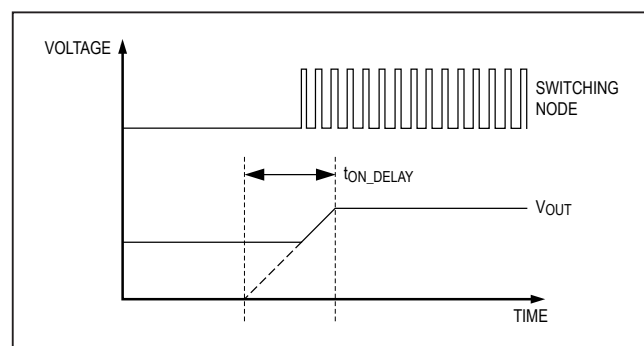 VOLTAGE
SWITCHING
NODE
tON_DELAY
VOUT
TIME